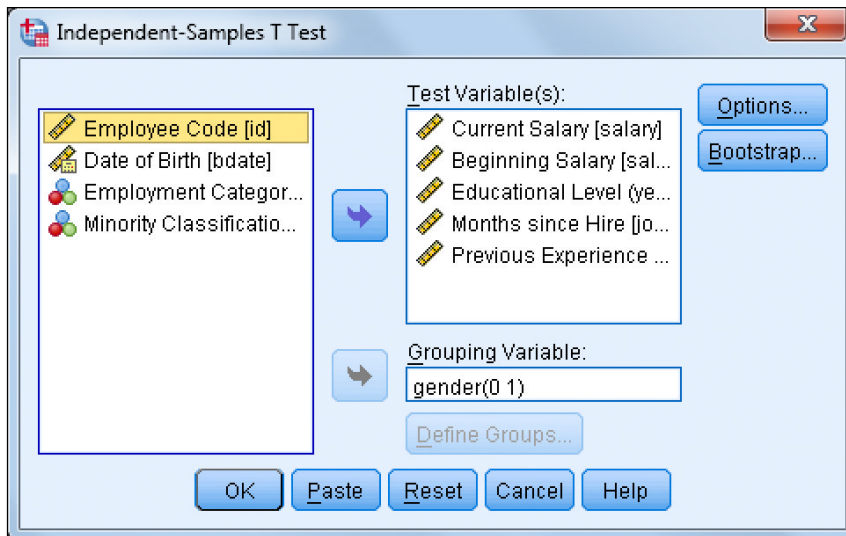 Independent-Samples T Test
Employee Code [id]
Date of Birth [bdate]
Employment Categor...
Minority Classificatio...
Test Variable(s):
Current Salary [salary]
Beginning Salary [sal...
Educational Level (ye...
Months since Hire [jo...
Previous Experience ...
Grouping Variable:
gender(0 1)
Define Groups...
Options...
Bootstrap...
OK
Paste
Reset
Cancel
Help